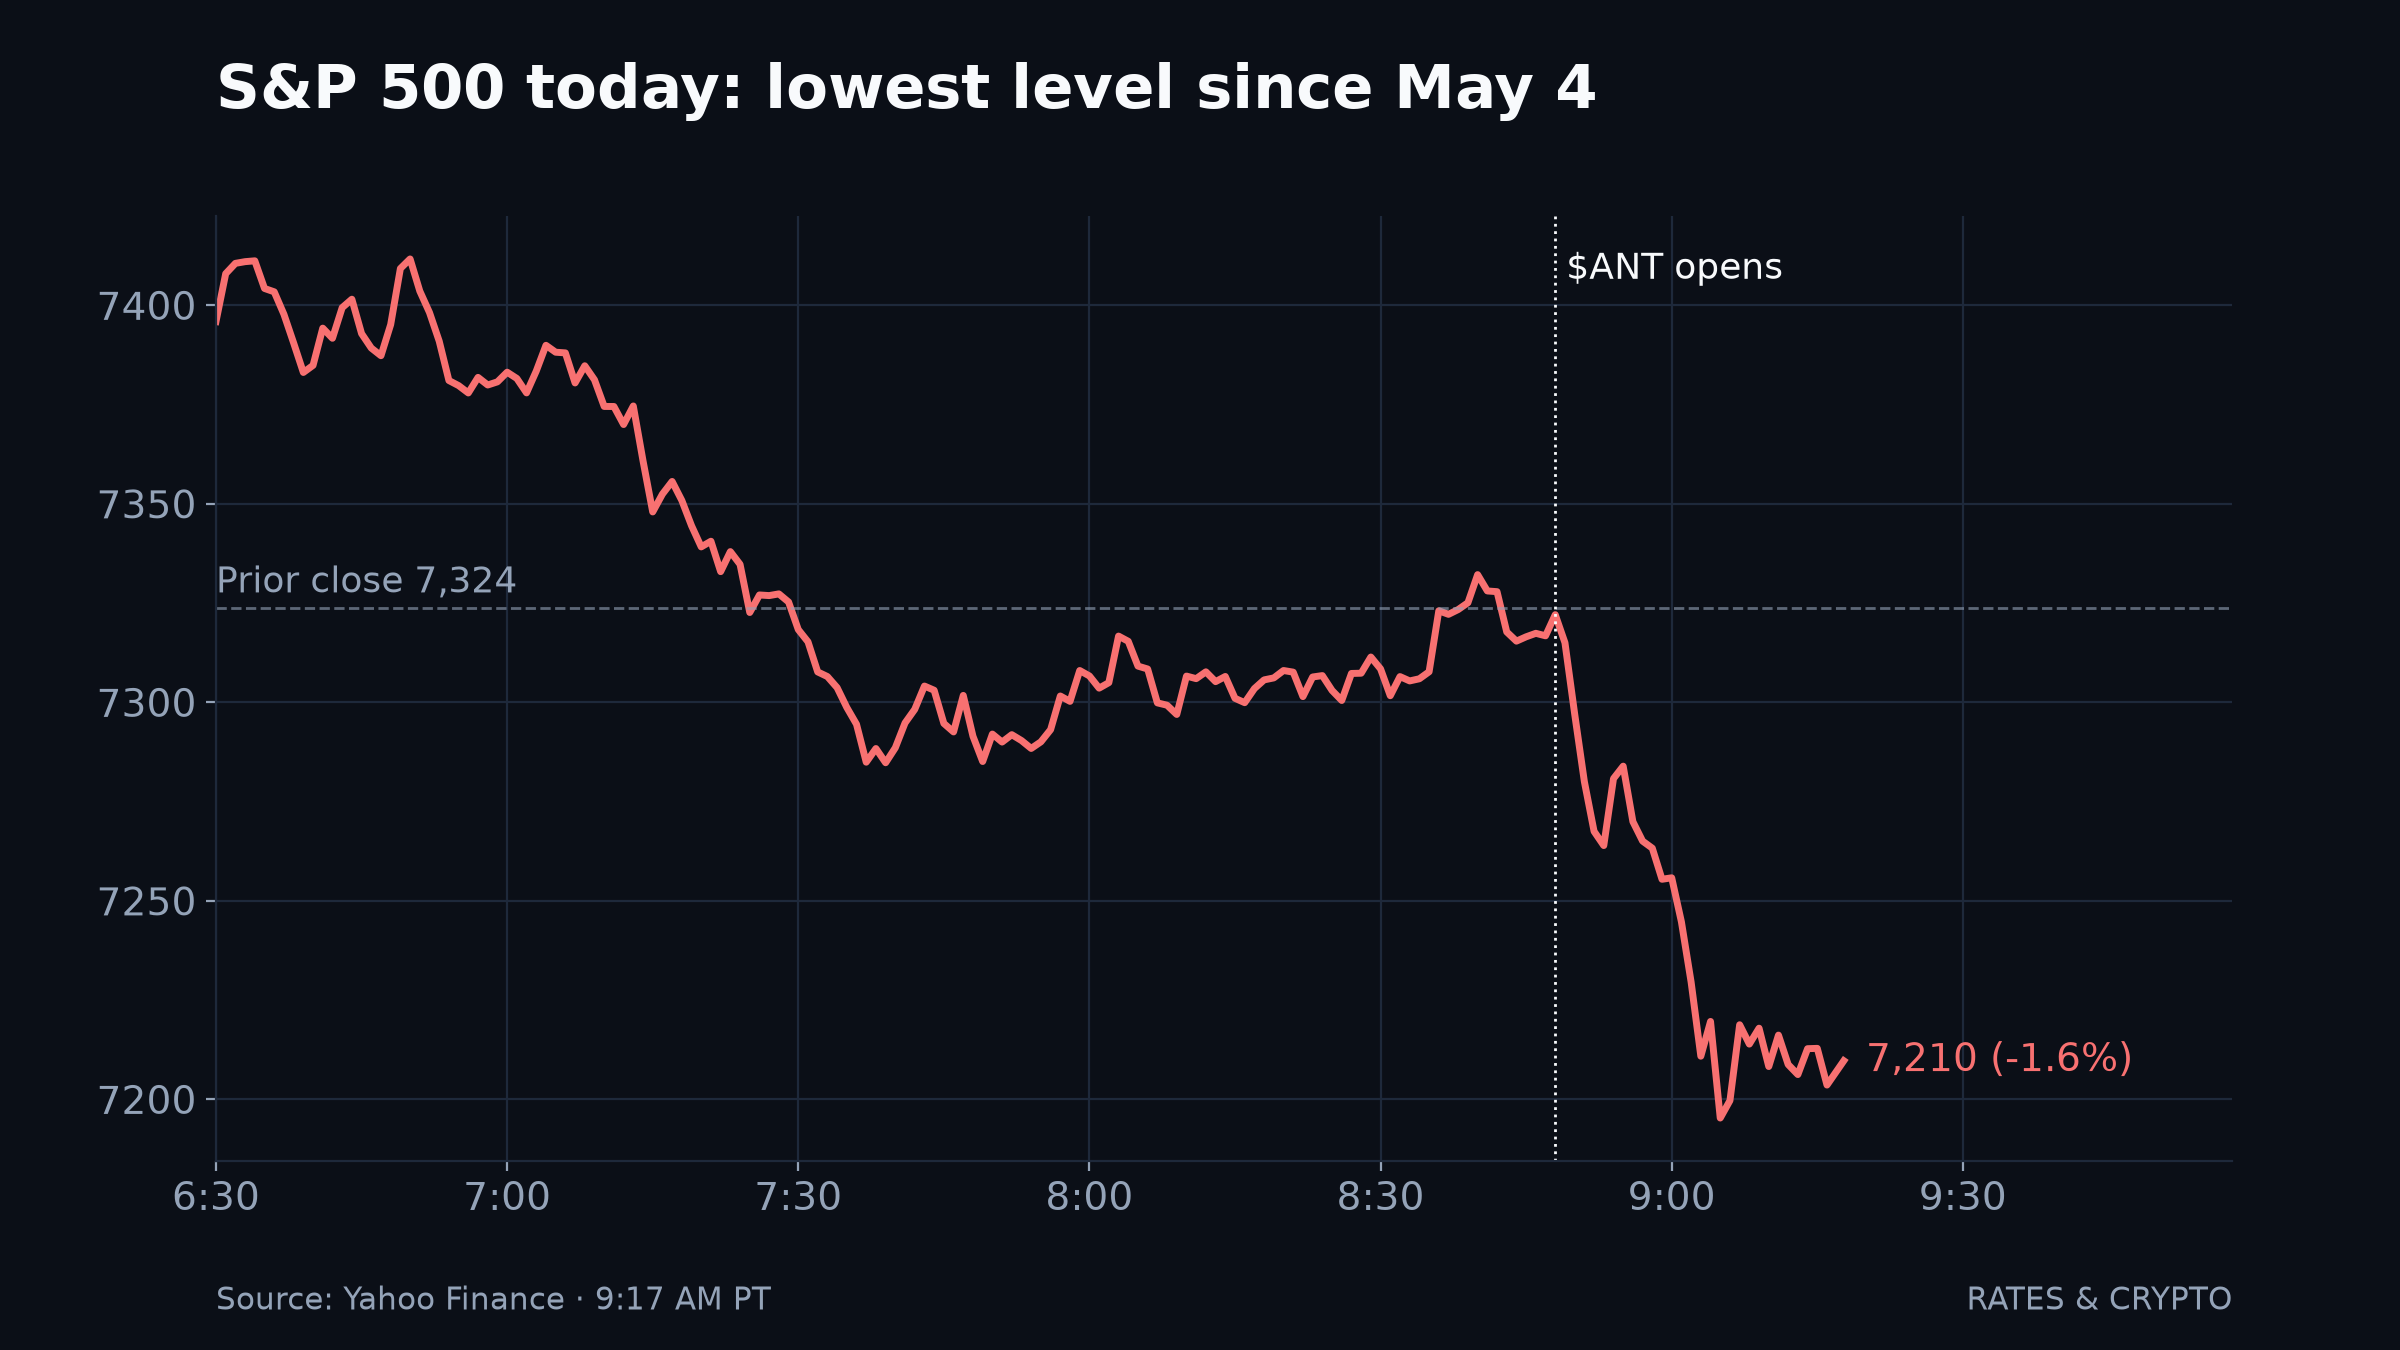 S&P 500 today: lowest level since May 4
$ANT opens
7400
7350
Prior close 7,324
7300
7250
7,210 (-1.6%)
7200
6:30 7:00 7:30 8:00 8:30 9:00 9:30
Source: Yahoo Finance · 9:17 AM PT
RATES & CRYPTO